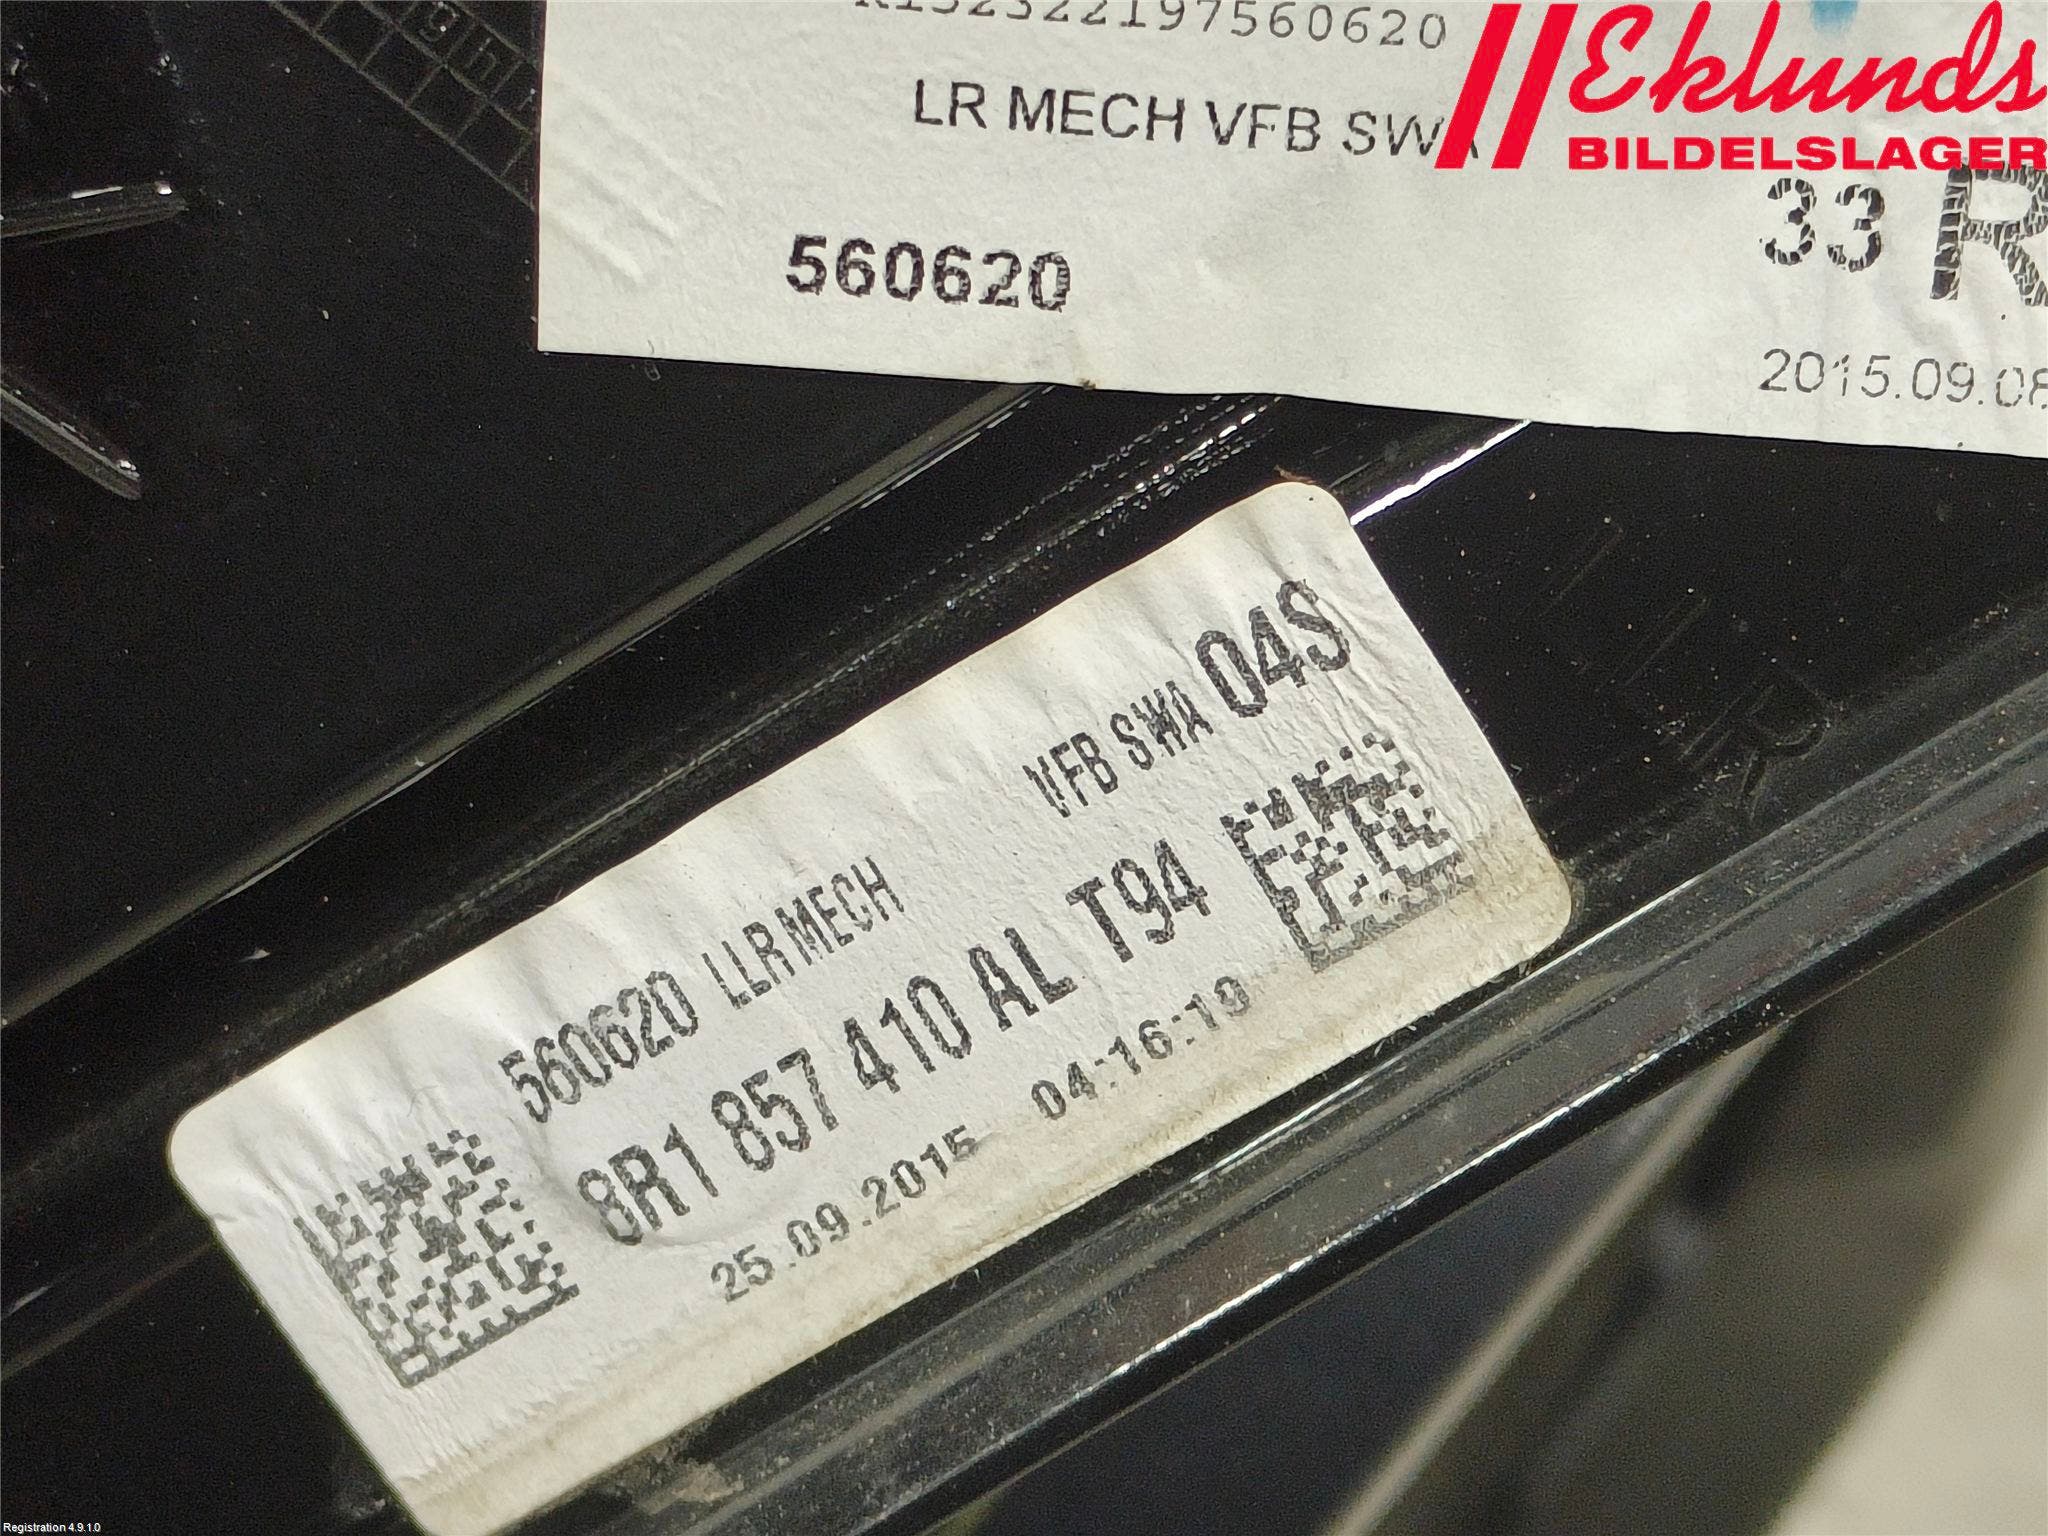 560620
Eklunds
BILDELSLAGER
LR MECH VFB SWA
33 R
560620
2015.09.08
VFB SWA 04S
560620 LLR MECH
8R1 857 410 AL T94
25.09.2015 04:16:19
g h
Registration 4.9.1.0